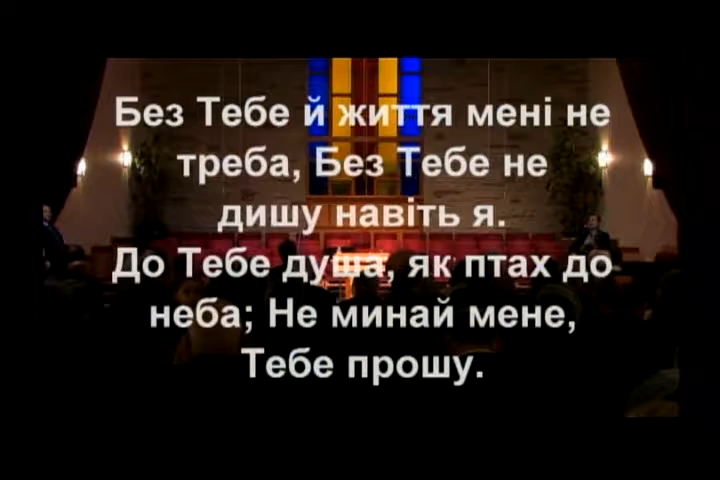 Без Тебе й життя мені не
треба, Без Тебе не
дишу навіть я.
До Тебе душа, як птах до
неба; Не минай мене,
Тебе прошу.